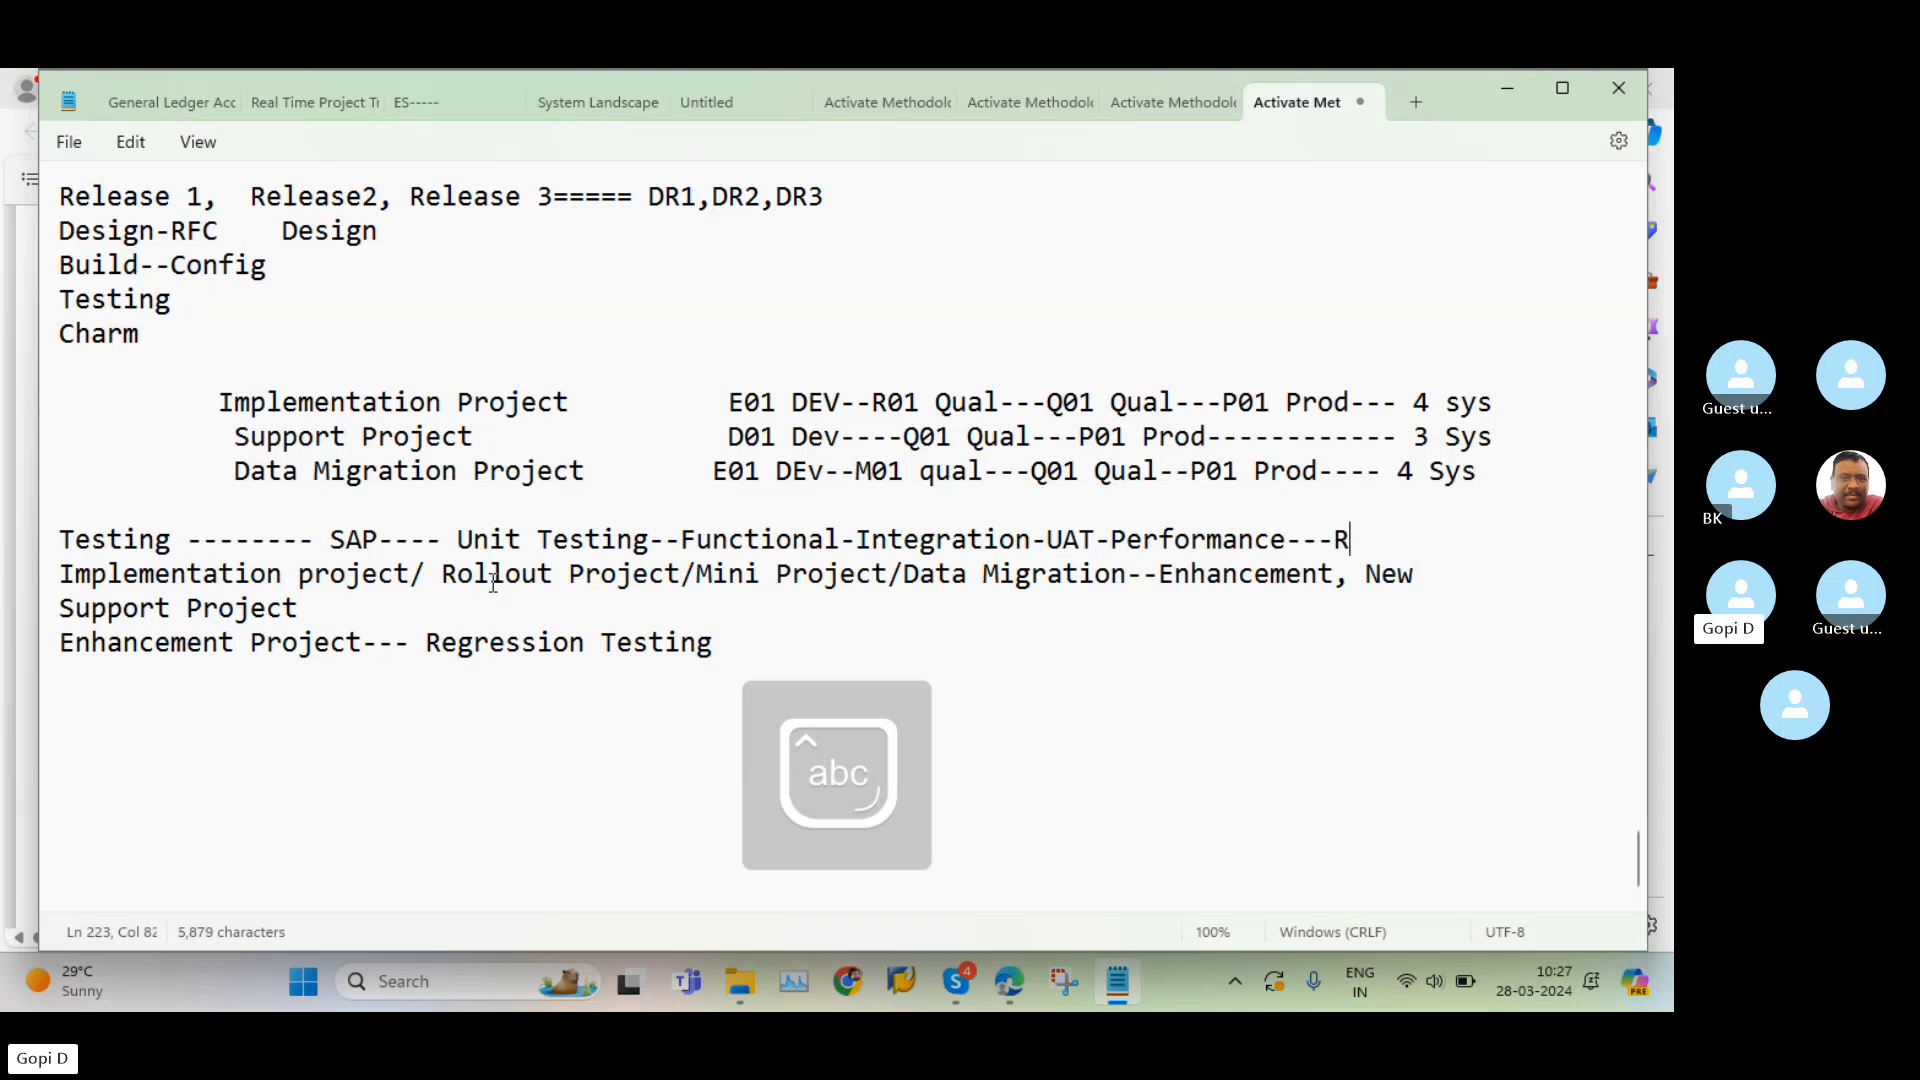 General Ledger Acc
Real Time Project Ti
ES-----
System Landscape
Untitled
Activate Methodolo
Activate Methodolo
Activate Methodolo
Activate Met
File
Edit
View
Release 1,  Release2, Release 3===== DR1,DR2,DR3
Design-RFC    Design
Build--Config
Testing
Charm
Implementation Project          E01 DEV--R01 Qual---Q01 Qual---P01 Prod--- 4 sys
Support Project                D01 Dev----Q01 Qual---P01 Prod------------ 3 Sys
Data Migration Project        E01 DEv--M01 qual---Q01 Qual--P01 Prod---- 4 Sys
Testing -------- SAP---- Unit Testing--Functional-Integration-UAT-Performance---R
Implementation project/ Rollout Project/Mini Project/Data Migration--Enhancement, New
Support Project
Enhancement Project--- Regression Testing
abc
Ln 223, Col 82
5,879 characters
100%
Windows (CRLF)
UTF-8
29°C
Sunny
Search
4
ENG
IN
10:27
28-03-2024
PRE
Guest u...
BK
Gopi D
Guest u...
Gopi D